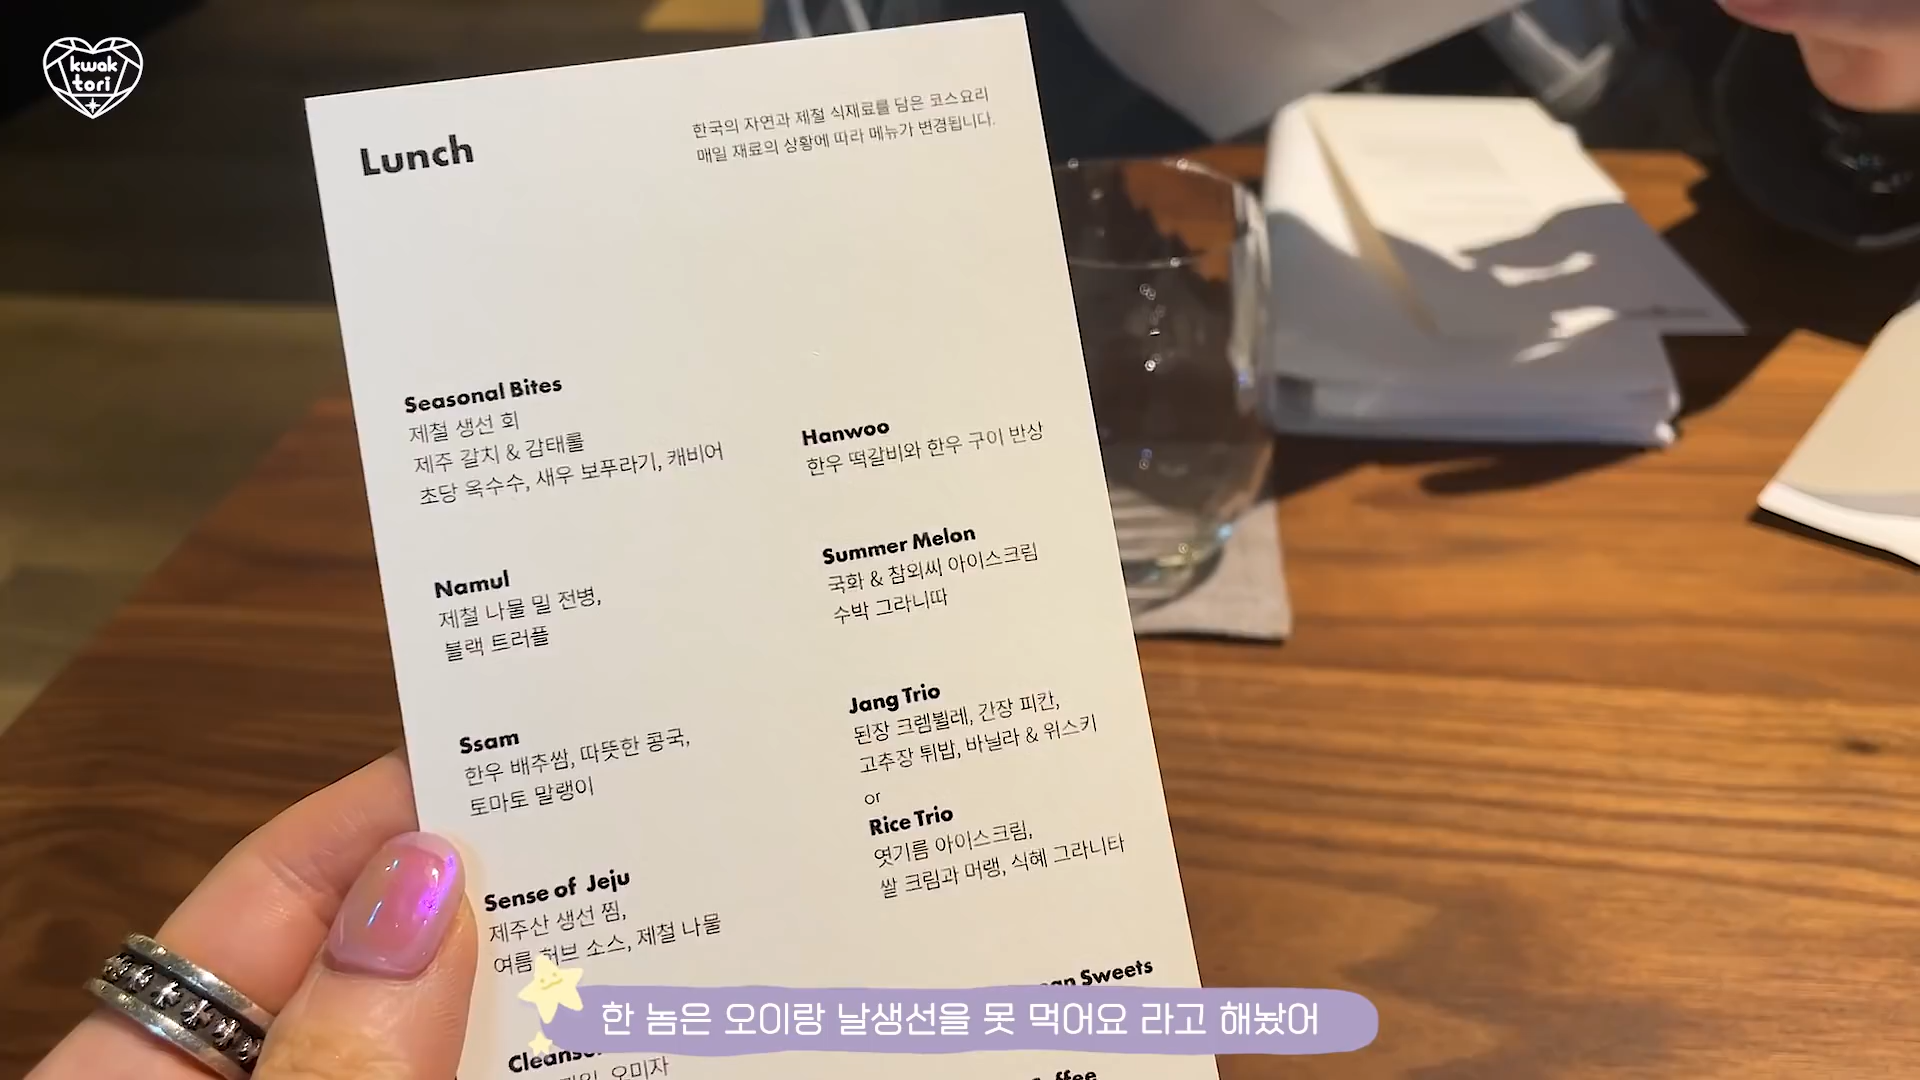 kwak
tori
Lunch
한국의 자연과 제철 식재료를 담은 코스요리
매일 재료의 상황에 따라 메뉴가 변경됩니다.
Seasonal Bites
제철 생선 회
제주 갈치 & 감태롤
초당 옥수수, 새우 보푸라기, 캐비어
Namul
제철 나물 밀 전병,
블랙 트러플
Ssam
한우 배추쌈, 따뜻한 콩국,
토마토 말랭이
Sense of Jeju
제주산 생선 찜,
여름 허브 소스, 제철 나물
오미자
Hanwoo
한우 떡갈비와 한우 구이 반상
Summer Melon
국화 & 참외씨 아이스크림
수박 그라니따
Jang Trio
된장 크렘뷜레, 간장 피칸,
고추장 튀밥, 바닐라 & 위스키
or
Rice Trio
엿기름 아이스크림,
쌀 크림과 머랭, 식혜 그라니타
Sweets
한 놈은 오이랑 날생선을 못 먹어요 라고 해놨어